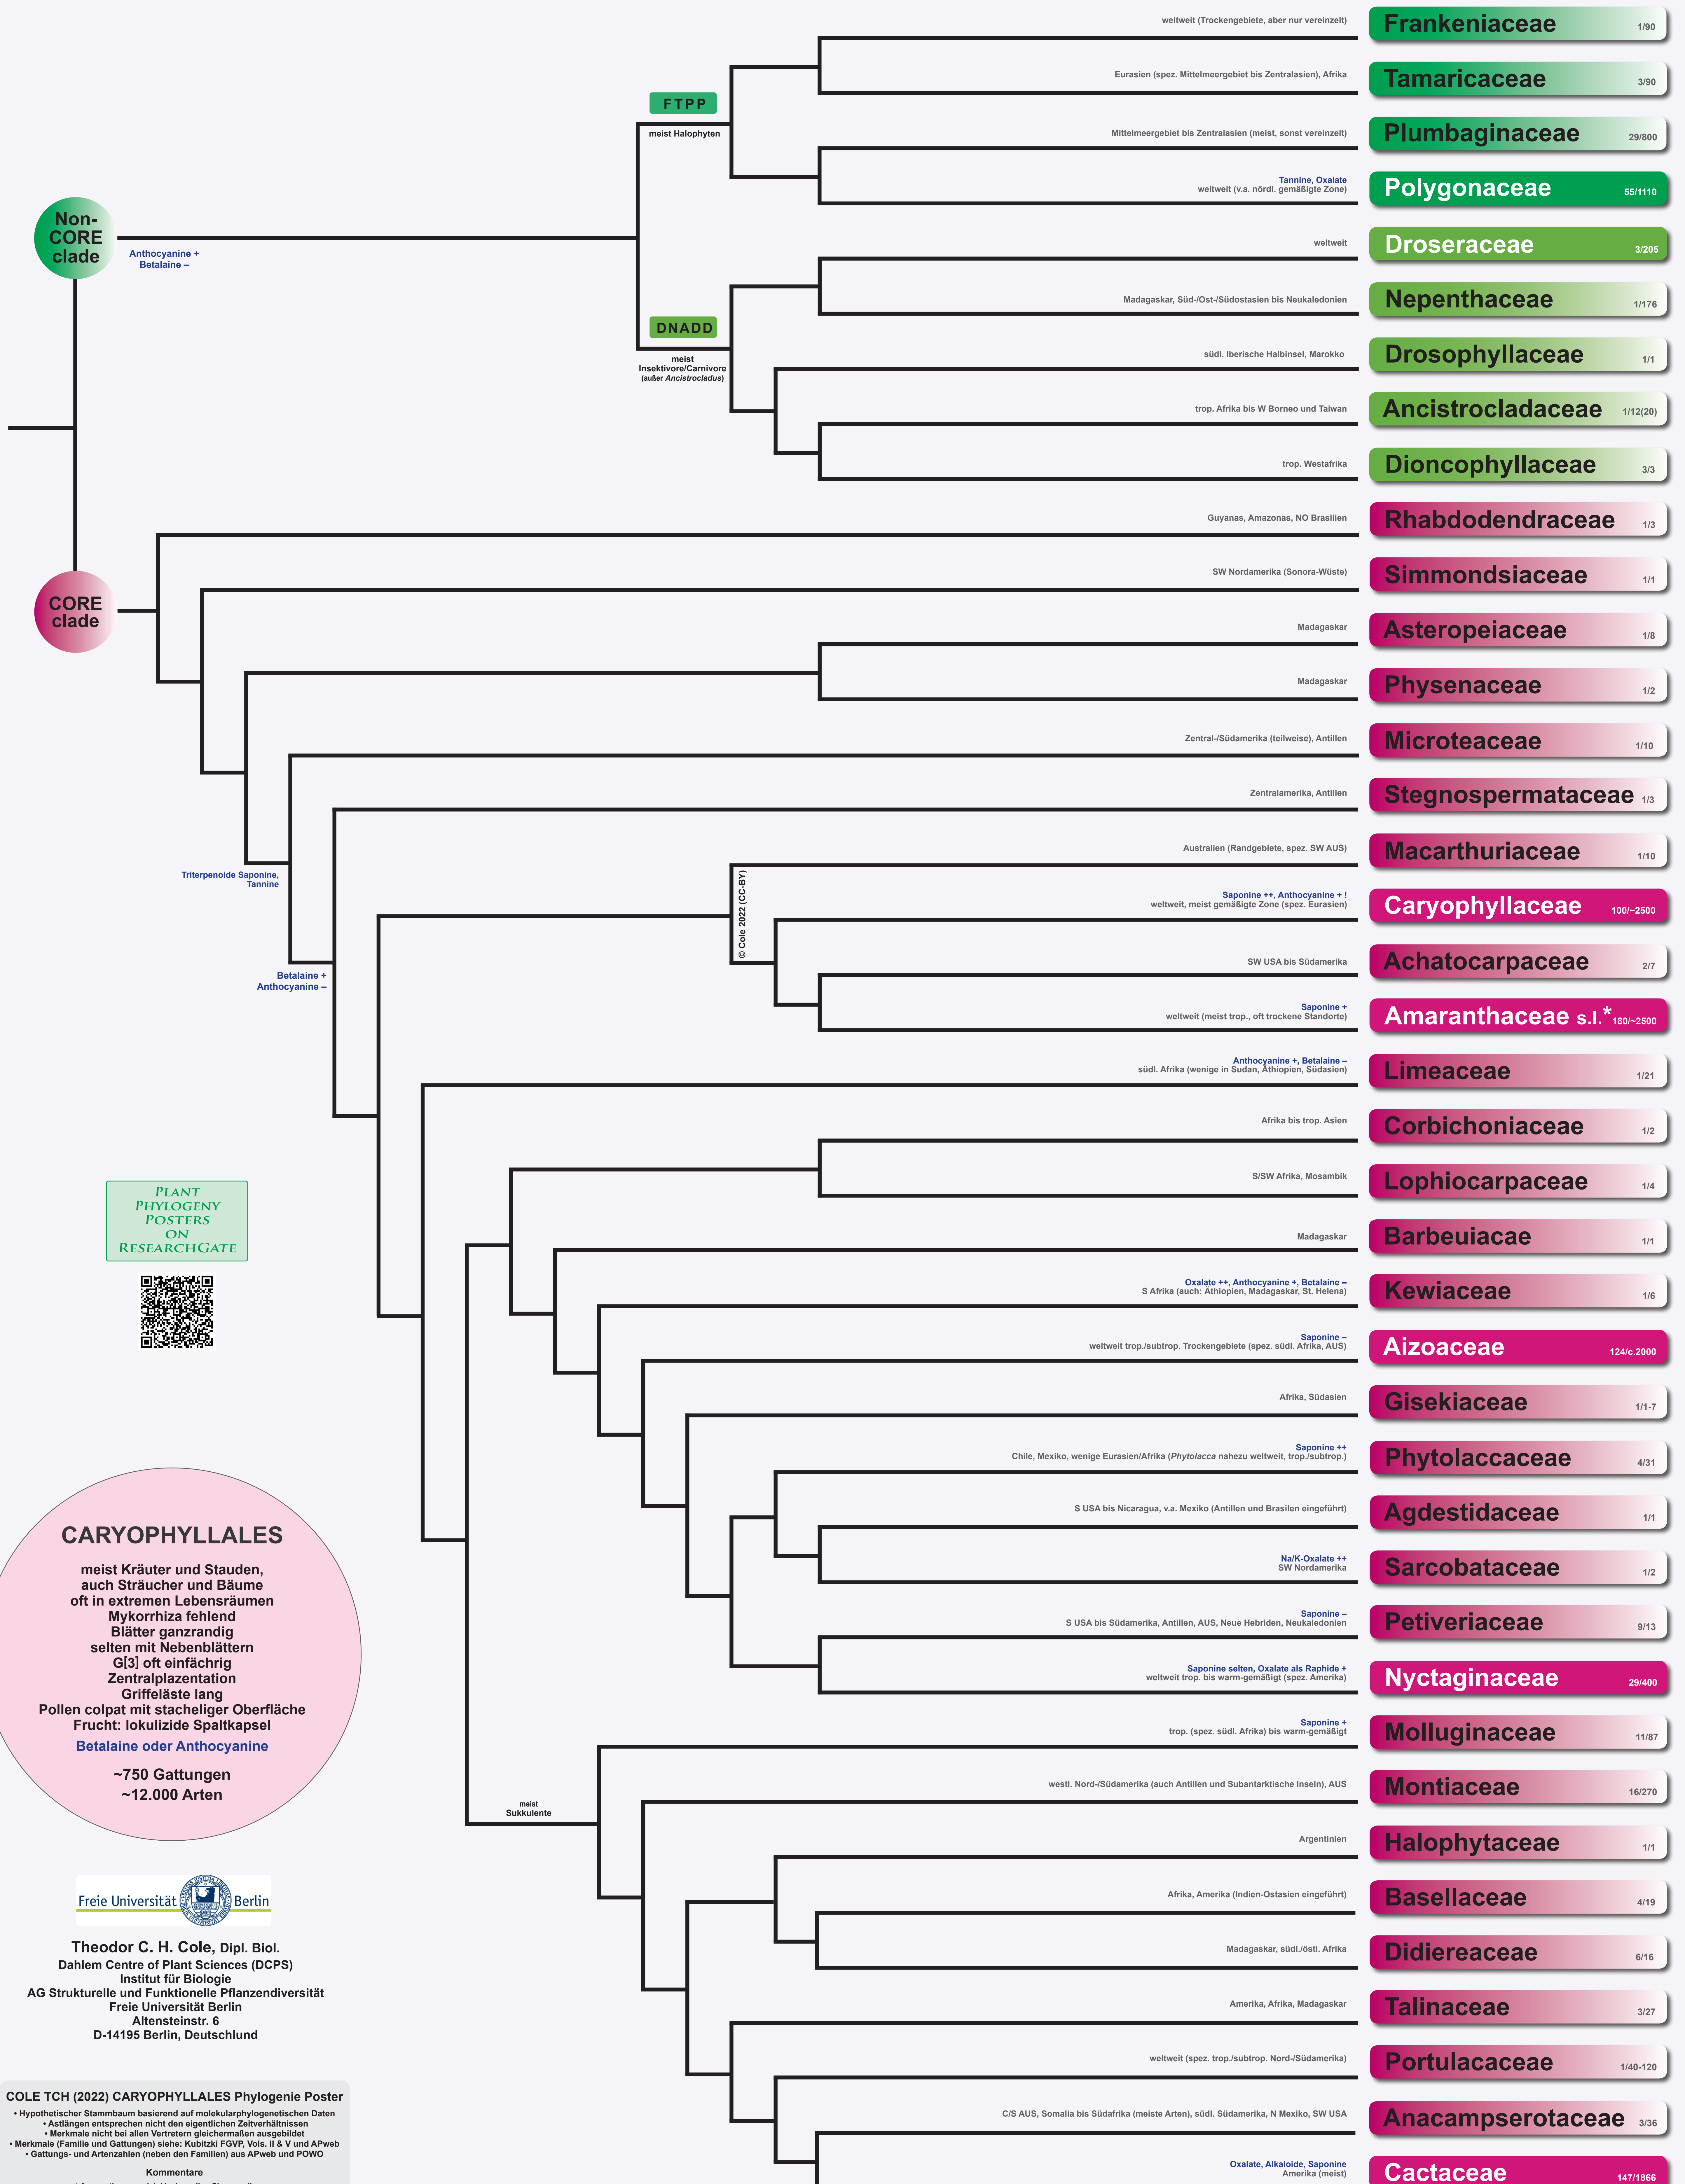 weltweit (Trockengebiete, aber nur vereinzelt)
Frankeniaceae 1/90
Eurasien (spez. Mittelmeergebiet bis Zentralasien), Afrika
Tamaricaceae 3/90
FTPP
meist Halophyten
Mittelmeergebiet bis Zentralasien (meist, sonst vereinzelt)
Plumbaginaceae 29/800
Tannine, Oxalate
weltweit (v.a. nördl. gemäßigte Zone)
Polygonaceae 55/1110
Non-
CORE
clade
Anthocyanine +
Betalaine –
weltweit
Droseraceae 3/205
Madagaskar, Süd-/Ost-/Südostasien bis Neukaledonien
Nepenthaceae 1/176
DNADD
meist
Insektivore/Carnivore
(außer Ancistrocladus)
südl. Iberische Halbinsel, Marokko
Drosophyllaceae 1/1
trop. Afrika bis W Borneo und Taiwan
Ancistrocladaceae 1/12(20)
trop. Westafrika
Dioncophyllaceae 3/3
Guyanas, Amazonas, NO Brasilien
Rhabdodendraceae 1/3
CORE
clade
SW Nordamerika (Sonora-Wüste)
Simmondsiaceae 1/1
Madagaskar
Asteropeiaceae 1/8
Madagaskar
Physenaceae 1/2
Zentral-/Südamerika (teilweise), Antillen
Microteaceae 1/10
Zentralamerika, Antillen
Stegnospermataceae 1/3
Triterpenoide Saponine,
Tannine
Australien (Randgebiete, spez. SW AUS)
Macarthuriaceae 1/10
© Cole 2022 (CC-BY)
Saponine ++, Anthocyanine + !
weltweit, meist gemäßigte Zone (spez. Eurasien)
Caryophyllaceae 100/~2500
SW USA bis Südamerika
Achatocarpaceae 2/7
Betalaine +
Anthocyanine –
Saponine +
weltweit (meist trop., oft trockene Standorte)
Amaranthaceae s.l.* 180/~2500
Anthocyanine +, Betalaine –
südl. Afrika (wenige in Sudan, Äthiopien, Südasien)
Limeaceae 1/21
Afrika bis trop. Asien
Corbichoniaceae 1/2
S/SW Afrika, Mosambik
Lophiocarpaceae 1/4
PLANT
PHYLOGENY
POSTERS
ON
RESEARCHGATE
Madagaskar
Barbeuiacae 1/1
Oxalate ++, Anthocyanine +, Betalaine –
S Afrika (auch: Äthiopien, Madagaskar, St. Helena)
Kewiaceae 1/6
Saponine –
weltweit trop./subtrop. Trockengebiete (spez. südl. Afrika, AUS)
Aizoaceae 124/c.2000
Afrika, Südasien
Gisekiaceae 1/1-7
Saponine ++
Chile, Mexiko, wenige Eurasien/Afrika (Phytolacca nahezu weltweit, trop./subtrop.)
Phytolaccaceae 4/31
S USA bis Nicaragua, v.a. Mexiko (Antillen und Brasilen eingeführt)
Agdestidaceae 1/1
Na/K-Oxalate ++
SW Nordamerika
Sarcobataceae 1/2
Saponine –
S USA bis Südamerika, Antillen, AUS, Neue Hebriden, Neukaledonien
Petiveriaceae 9/13
Saponine selten, Oxalate als Raphide +
weltweit trop. bis warm-gemäßigt (spez. Amerika)
Nyctaginaceae 29/400
CARYOPHYLLALES
meist Kräuter und Stauden,
auch Sträucher und Bäume
oft in extremen Lebensräumen
Mykorrhiza fehlend
Blätter ganzrandig
selten mit Nebenblättern
G[3] oft einfächrig
Zentralplazentation
Griffeläste lang
Pollen colpat mit stacheliger Oberfläche
Frucht: lokulizide Spaltkapsel
Betalaine oder Anthocyanine
~750 Gattungen
~12.000 Arten
Saponine +
trop. (spez. südl. Afrika) bis warm-gemäßigt
Molluginaceae 11/87
westl. Nord-/Südamerika (auch Antillen und Subantarktische Inseln), AUS
Montiaceae 16/270
meist
Sukkulente
Argentinien
Halophytaceae 1/1
Afrika, Amerika (Indien-Ostasien eingeführt)
Basellaceae 4/19
Madagaskar, südl./östl. Afrika
Didiereaceae 6/16
Amerika, Afrika, Madagaskar
Talinaceae 3/27
weltweit (spez. trop./subtrop. Nord-/Südamerika)
Portulacaceae 1/40-120
C/S AUS, Somalia bis Südafrika (meiste Arten), südl. Südamerika, N Mexiko, SW USA
Anacampserotaceae 3/36
Oxalate, Alkaloide, Saponine
Amerika (meist)
Cactaceae 147/1866
Freie Universität Berlin
Theodor C. H. Cole, Dipl. Biol.
Dahlem Centre of Plant Sciences (DCPS)
Institut für Biologie
AG Strukturelle und Funktionelle Pflanzendiversität
Freie Universität Berlin
Altensteinstr. 6
D-14195 Berlin, Deutschlund
COLE TCH (2022) CARYOPHYLLALES Phylogenie Poster
• Hypothetischer Stammbaum basierend auf molekularphylogenetischen Daten
• Astlängen entsprechen nicht den eigentlichen Zeitverhältnissen
• Merkmale nicht bei allen Vertretern gleichermaßen ausgebildet
• Merkmale (Familie und Gattungen) siehe: Kubitzki FGVP, Vols. II & V und APweb
• Gattungs- und Artenzahlen (neben den Familien) aus APweb und POWO
Kommentare